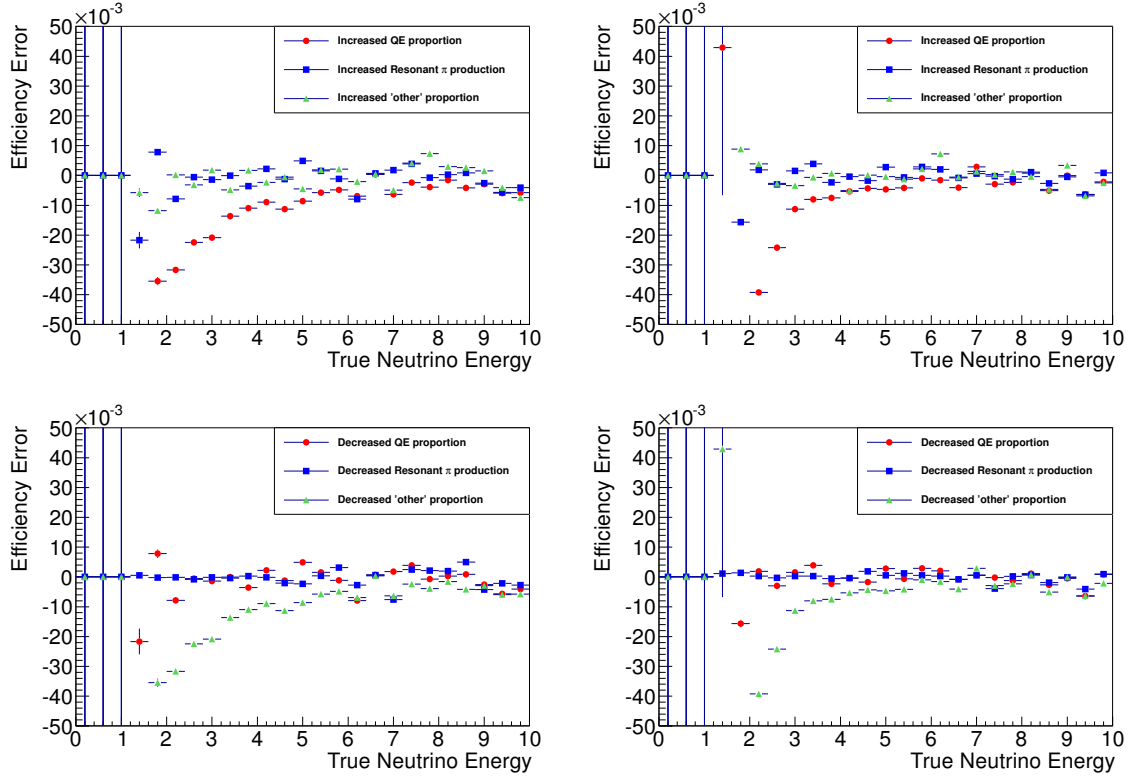 ×10⁻³
50
40
30
20
10
0
-10
-20
-30
-40
-50
Efficiency Error
Increased QE proportion
Increased Resonant π production
Increased 'other' proportion
0 1 2 3 4 5 6 7 8 9 10
True Neutrino Energy
×10⁻³
50
40
30
20
10
0
-10
-20
-30
-40
-50
Efficiency Error
Increased QE proportion
Increased Resonant π production
Increased 'other' proportion
0 1 2 3 4 5 6 7 8 9 10
True Neutrino Energy
×10⁻³
50
40
30
20
10
0
-10
-20
-30
-40
-50
Efficiency Error
Decreased QE proportion
Decreased Resonant π production
Decreased 'other' proportion
0 1 2 3 4 5 6 7 8 9 10
True Neutrino Energy
×10⁻³
50
40
30
20
10
0
-10
-20
-30
-40
-50
Efficiency Error
Decreased QE proportion
Decreased Resonant π production
Decreased 'other' proportion
0 1 2 3 4 5 6 7 8 9 10
True Neutrino Energy